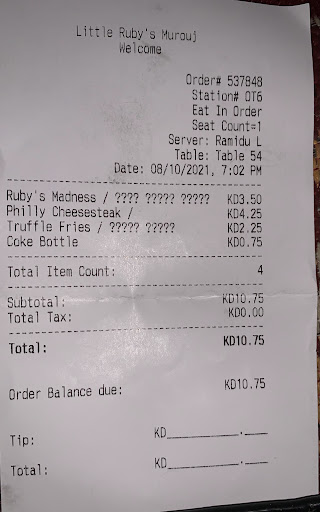 Little Ruby's Murouj
Welcome
Order# 537848
Station# OT6
Eat In Order
Seat Count=1
Server: Ramidu L
Table: Table 54
Date: 08/10/2021, 7:02 PM
Ruby's Madness / ???? ????? ????? KD3.50
Philly Cheesesteak / KD4.25
Truffle Fries / ????? ????? KD2.25
Coke Bottle KD0.75
Total Item Count: 4
Subtotal: KD10.75
Total Tax: KD0.00
Total: KD10.75
Order Balance due: KD10.75
Tip: KD________.___
Total: KD________.___